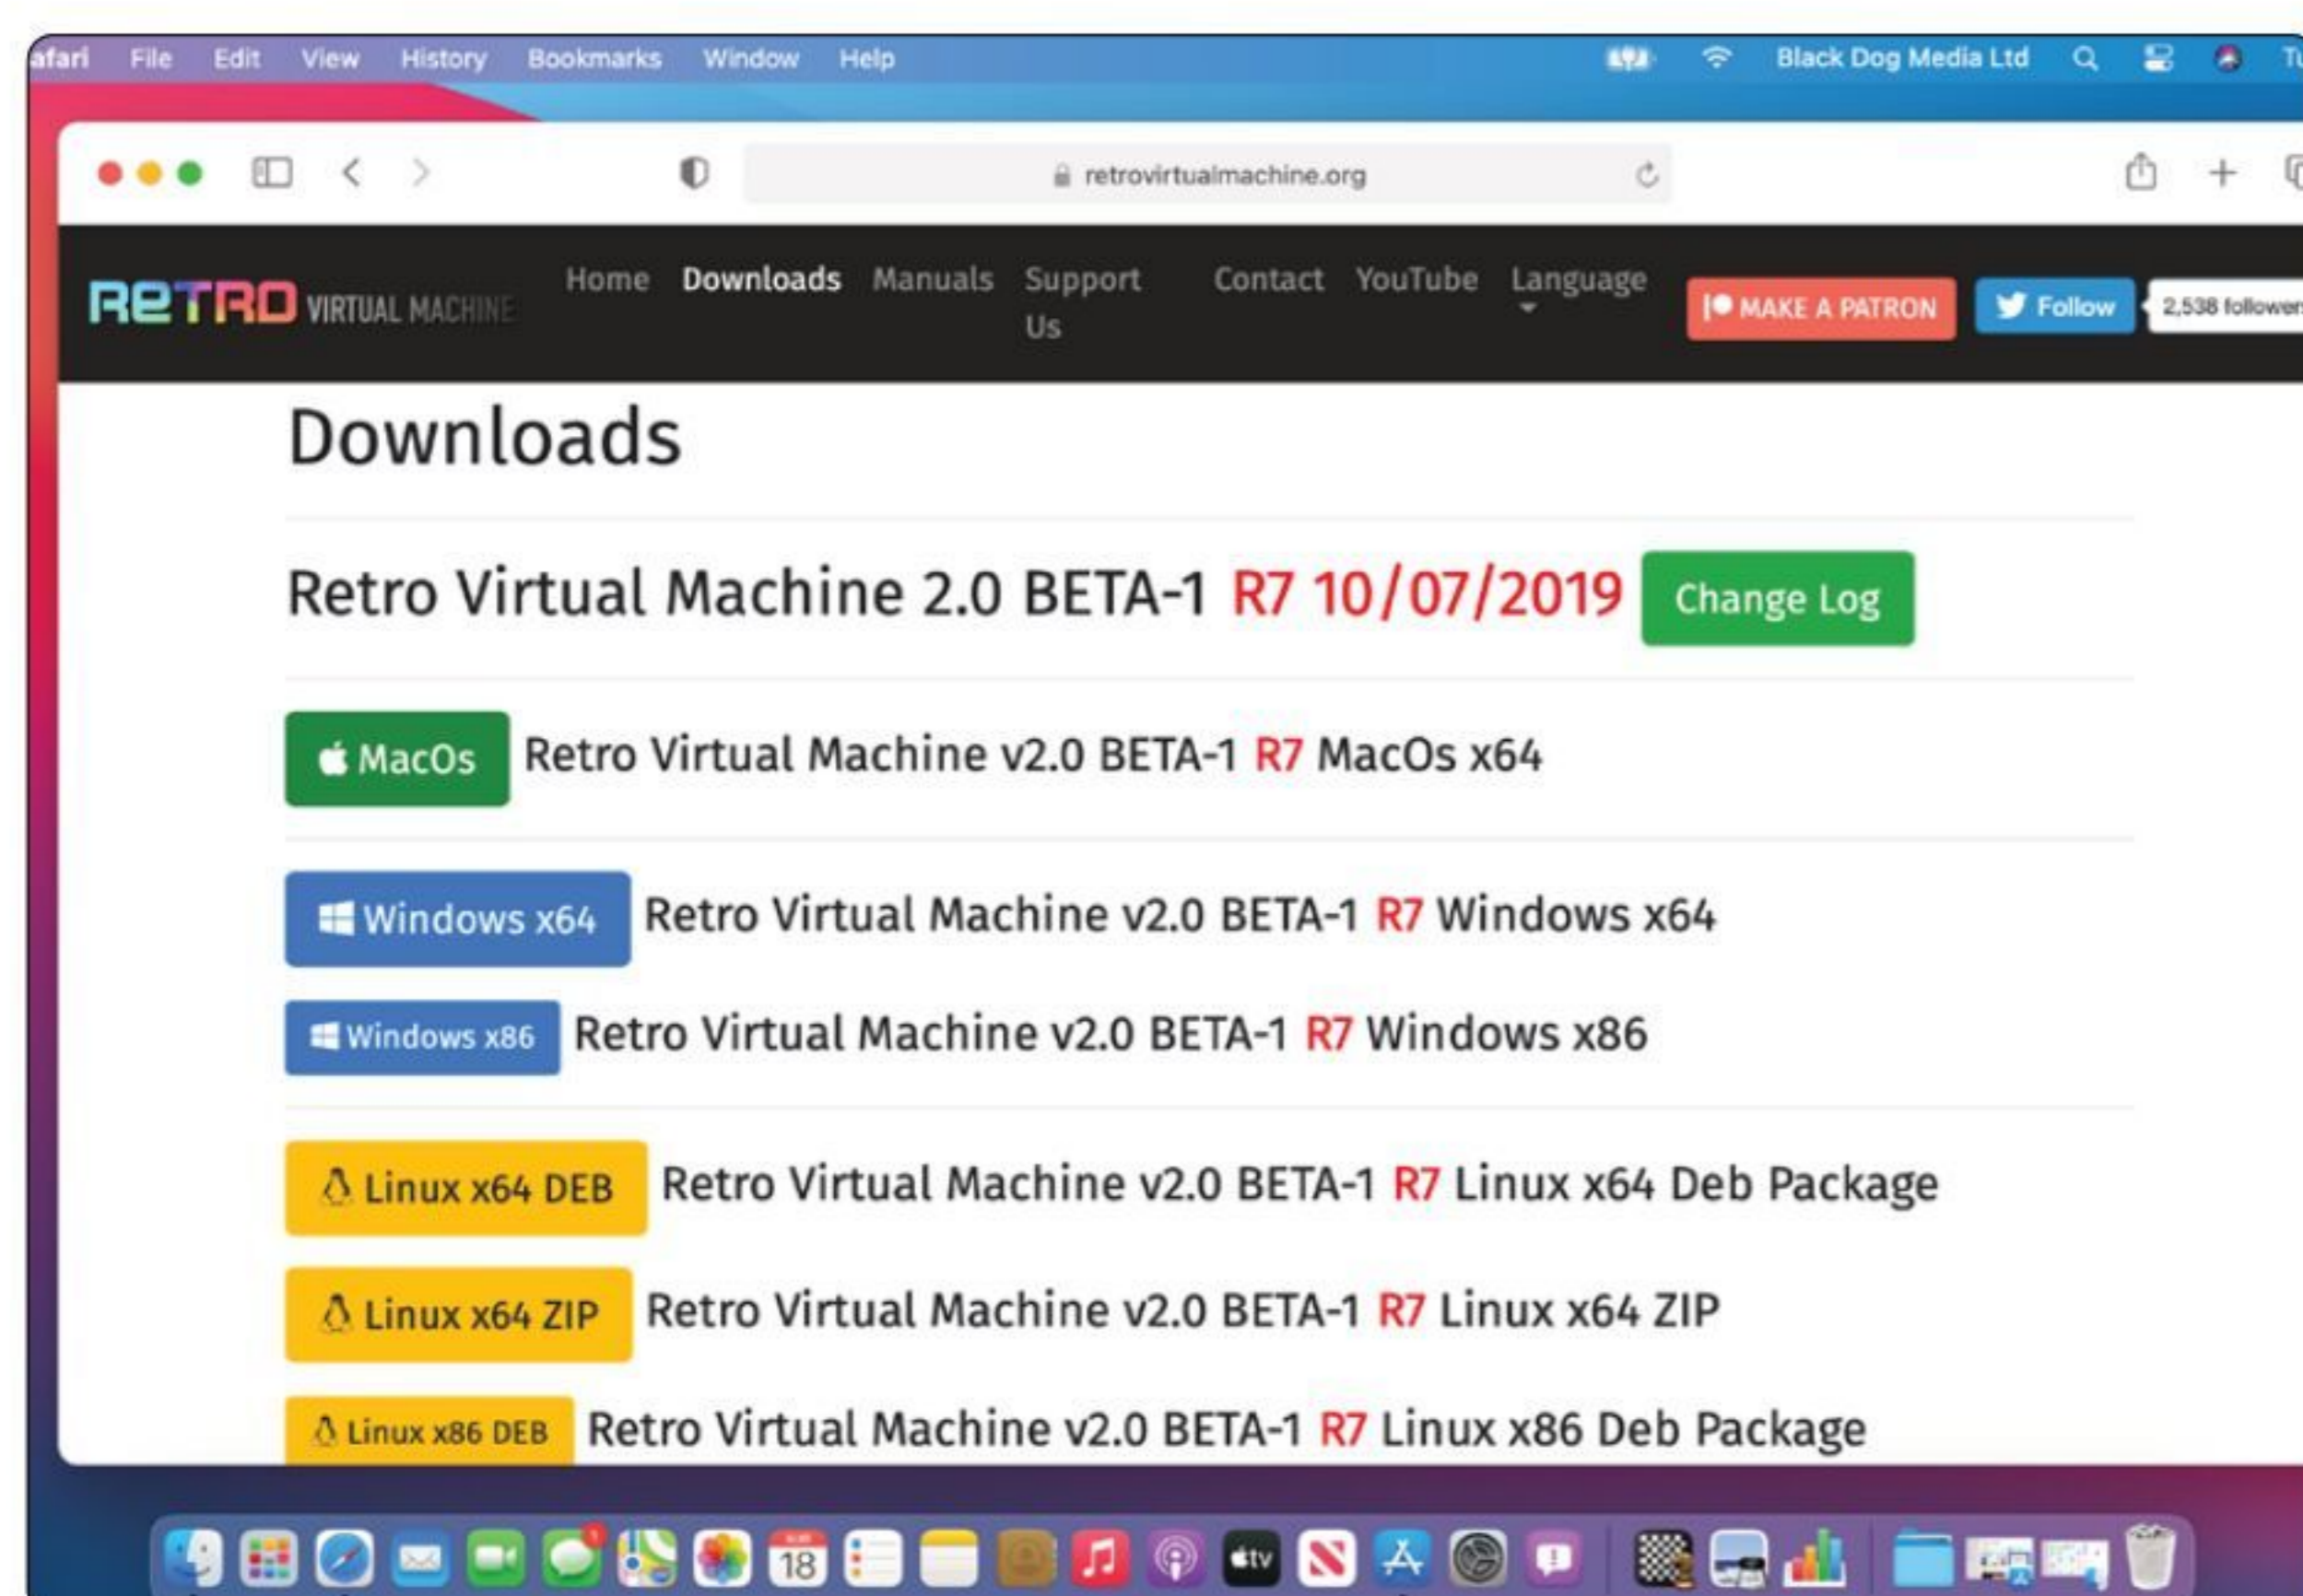 afari File Edit View History Bookmarks Window Help Black Dog Media Ltd
retrovirtualmachine.org
RETRO VIRTUAL MACHINE Home Downloads Manuals Support Us Contact YouTube Language MAKE A PATRON Follow 2,538 followers
Downloads
Retro Virtual Machine 2.0 BETA-1 R7 10/07/2019 Change Log
MacOs Retro Virtual Machine v2.0 BETA-1 R7 MacOs x64
Windows x64 Retro Virtual Machine v2.0 BETA-1 R7 Windows x64
Windows x86 Retro Virtual Machine v2.0 BETA-1 R7 Windows x86
Linux x64 DEB Retro Virtual Machine v2.0 BETA-1 R7 Linux x64 Deb Package
Linux x64 ZIP Retro Virtual Machine v2.0 BETA-1 R7 Linux x64 ZIP
Linux x86 DEB Retro Virtual Machine v2.0 BETA-1 R7 Linux x86 Deb Package
18 tv